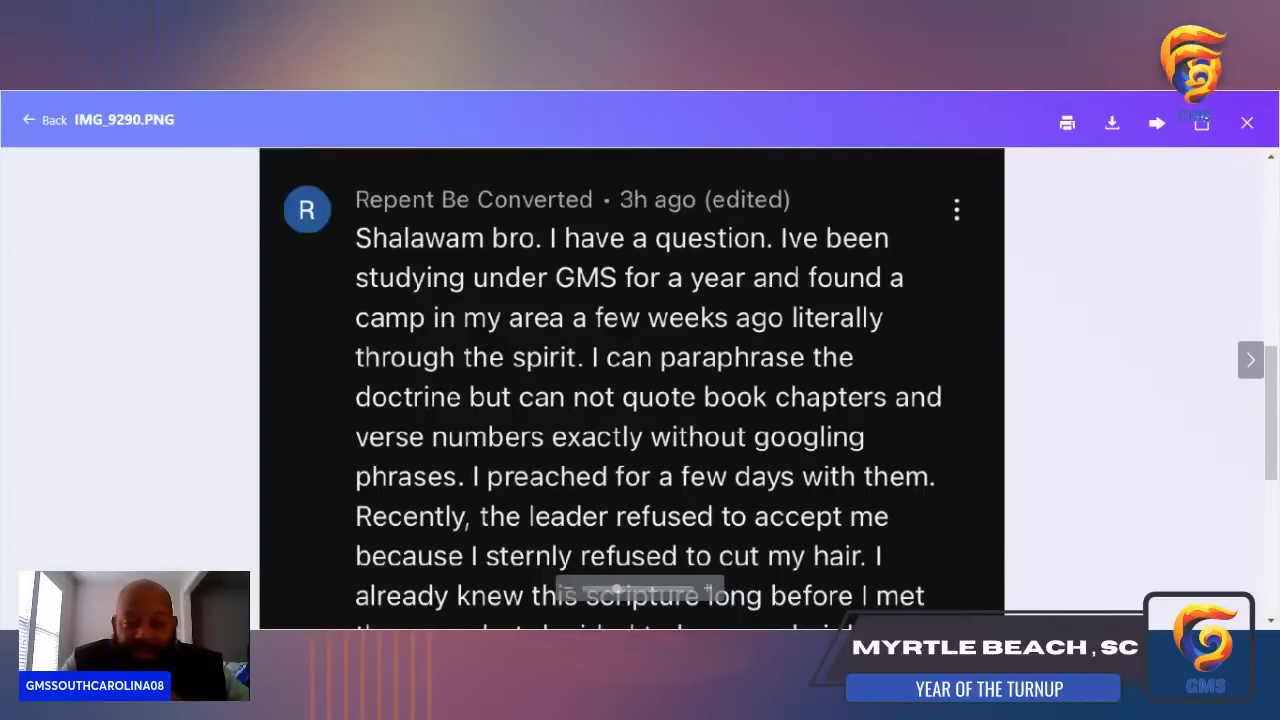 GMS
Back IMG_9290.PNG
R
Repent Be Converted • 3h ago (edited)
Shalawam bro. I have a question. Ive been
studying under GMS for a year and found a
camp in my area a few weeks ago literally
through the spirit. I can paraphrase the
doctrine but can not quote book chapters and
verse numbers exactly without googling
phrases. I preached for a few days with them.
Recently, the leader refused to accept me
because I sternly refused to cut my hair. I
already knew this scripture long before I met
GMSSOUTHCAROLINA08
MYRTLE BEACH, SC
YEAR OF THE TURNUP
GMS